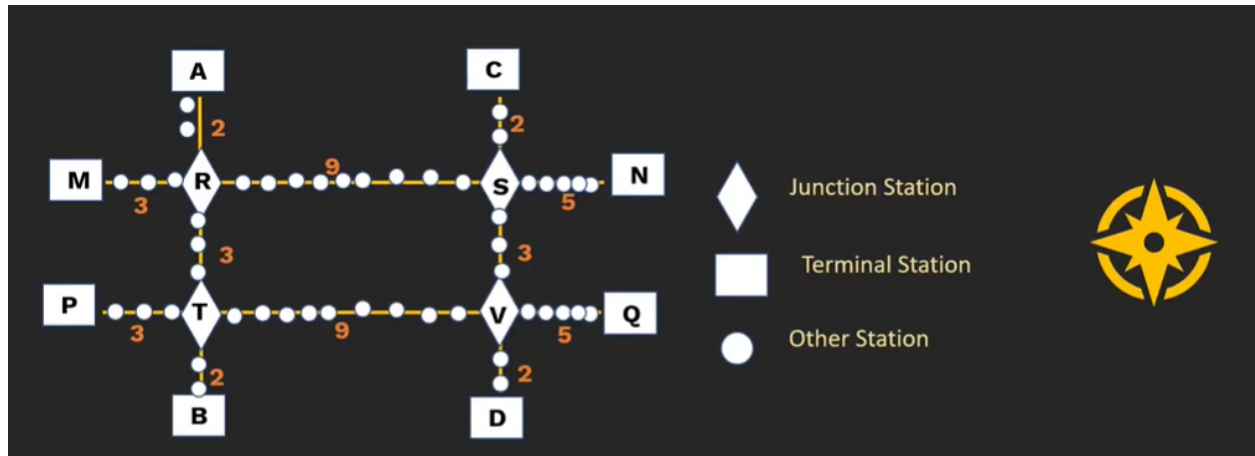 A
C
2
2
M
R
9
S
N
3
5
3
3
P
T
V
Q
3
9
5
2
2
B
D
Junction Station
Terminal Station
Other Station